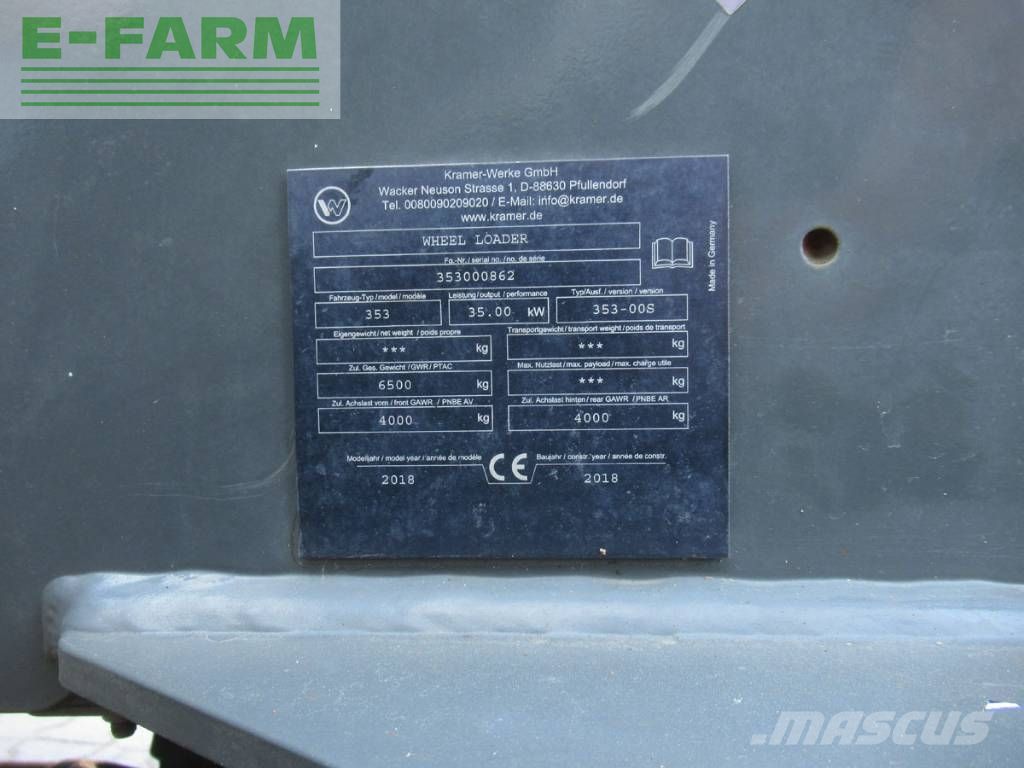 E-FARM
Kramer-Werke GmbH
Wacker Neuson Strasse 1, D-88630 Pfullendorf
Tel. 0080090209020 / E-Mail: info@kramer.de
www.kramer.de
WHEEL LOADER
Fg.-Nr./ serial no./ no. de série
353000862
Made in Germany
Fahrzeug-Typ / model / modèle Leistung / output / performance Typ/Ausf. / version / version
353 35.00 kW 353-00S
Eigengewicht / net weight / poids propre Transportgewicht / transport weight / poids de transport
*** kg *** kg
Zul. Ges. Gewicht / GWR / PTAC Max. Nutzlast / max. payload / max. charge utile
6500 kg *** kg
Zul. Achslast vorn / front GAWR / PNBE AV Zul. Achslast hinten / rear GAWR / PNBE AR
4000 kg 4000 kg
Modelljahr / model year / année de modèle CE Baujahr / constr. year / année de constr.
2018 2018
MASCUS